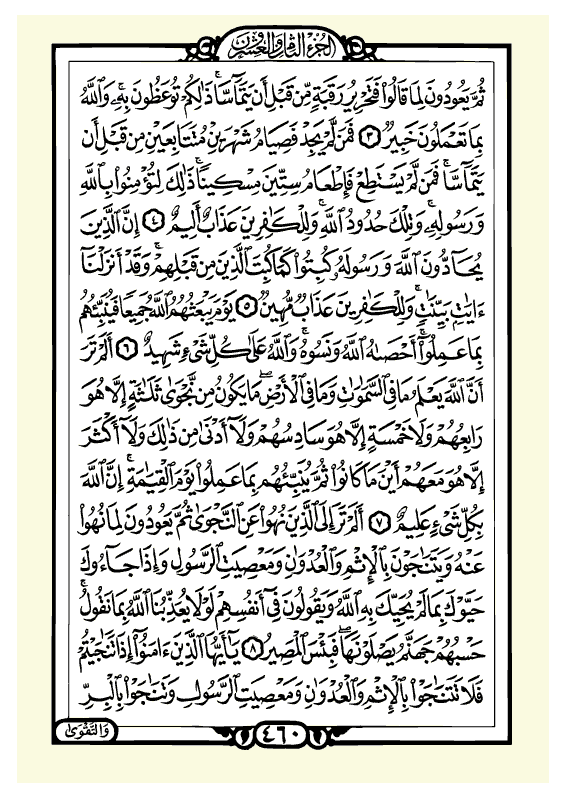 الجزء الثامن والعشرون
ثُمَّ يَعُودُونَ لِمَا قَالُوا۟ فَتَحْرِيرُ رَقَبَةٍ مِّن قَبْلِ أَن يَتَمَآسَّا ۚ ذَٰلِكُمْ تُوعَظُونَ بِهِۦ ۚ وَٱللَّهُ
بِمَا تَعْمَلُونَ خَبِيرٌ ٣ فَمَن لَّمْ يَجِدْ فَصِيَامُ شَهْرَيْنِ مُتَتَابِعَيْنِ مِن قَبْلِ أَن
يَتَمَآسَّا ۖ فَمَن لَّمْ يَسْتَطِعْ فَإِطْعَامُ سِتِّينَ مِسْكِينًا ۚ ذَٰلِكَ لِتُؤْمِنُوا۟ بِٱللَّهِ
وَرَسُولِهِۦ ۚ وَتِلْكَ حُدُودُ ٱللَّهِ ۗ وَلِلْكَـٰفِرِينَ عَذَابٌ أَلِيمٌ ٤ إِنَّ ٱلَّذِينَ
يُحَآدُّونَ ٱللَّهَ وَرَسُولَهُۥ كُبِتُوا۟ كَمَا كُبِتَ ٱلَّذِينَ مِن قَبْلِهِمْ ۚ وَقَدْ أَنزَلْنَآ
ءَايَـٰتٍۭ بَيِّنَـٰتٍ ۚ وَلِلْكَـٰفِرِينَ عَذَابٌ مُّهِينٌ ٥ يَوْمَ يَبْعَثُهُمُ ٱللَّهُ جَمِيعًا فَيُنَبِّئُهُم
بِمَا عَمِلُوٓا۟ ۚ أَحْصَىٰهُ ٱللَّهُ وَنَسُوهُ ۚ وَٱللَّهُ عَلَىٰ كُلِّ شَىْءٍ شَهِيدٌ ٦ أَلَمْ تَرَ
أَنَّ ٱللَّهَ يَعْلَمُ مَا فِى ٱلسَّمَـٰوَٰتِ وَمَا فِى ٱلْأَرْضِ ۖ مَا يَكُونُ مِن نَّجْوَىٰ ثَلَـٰثَةٍ إِلَّا هُوَ
رَابِعُهُمْ وَلَا خَمْسَةٍ إِلَّا هُوَ سَادِسُهُمْ وَلَآ أَدْنَىٰ مِن ذَٰلِكَ وَلَآ أَكْثَرَ
إِلَّا هُوَ مَعَهُمْ أَيْنَ مَا كَانُوا۟ ۖ ثُمَّ يُنَبِّئُهُم بِمَا عَمِلُوا۟ يَوْمَ ٱلْقِيَـٰمَةِ ۚ إِنَّ ٱللَّهَ
بِكُلِّ شَىْءٍ عَلِيمٌ ٧ أَلَمْ تَرَ إِلَى ٱلَّذِينَ نُهُوا۟ عَنِ ٱلنَّجْوَىٰ ثُمَّ يَعُودُونَ لِمَا نُهُوا۟
عَنْهُ وَيَتَنَـٰجَوْنَ بِٱلْإِثْمِ وَٱلْعُدْوَٰنِ وَمَعْصِيَتِ ٱلرَّسُولِ وَإِذَا جَآءُوكَ
حَيَّوْكَ بِمَا لَمْ يُحَيِّكَ بِهِ ٱللَّهُ وَيَقُولُونَ فِىٓ أَنفُسِهِمْ لَوْلَا يُعَذِّبُنَا ٱللَّهُ بِمَا نَقُولُ ۚ
حَسْبُهُمْ جَهَنَّمُ يَصْلَوْنَهَا ۖ فَبِئْسَ ٱلْمَصِيرُ ٨ يَـٰٓأَيُّهَا ٱلَّذِينَ ءَامَنُوٓا۟ إِذَا تَنَـٰجَيْتُمْ
فَلَا تَتَنَـٰجَوْا۟ بِٱلْإِثْمِ وَٱلْعُدْوَٰنِ وَمَعْصِيَتِ ٱلرَّسُولِ وَتَنَـٰجَوْا۟ بِٱلْبِرِّ
وَٱلتَّقْوَىٰ
٤٦٠